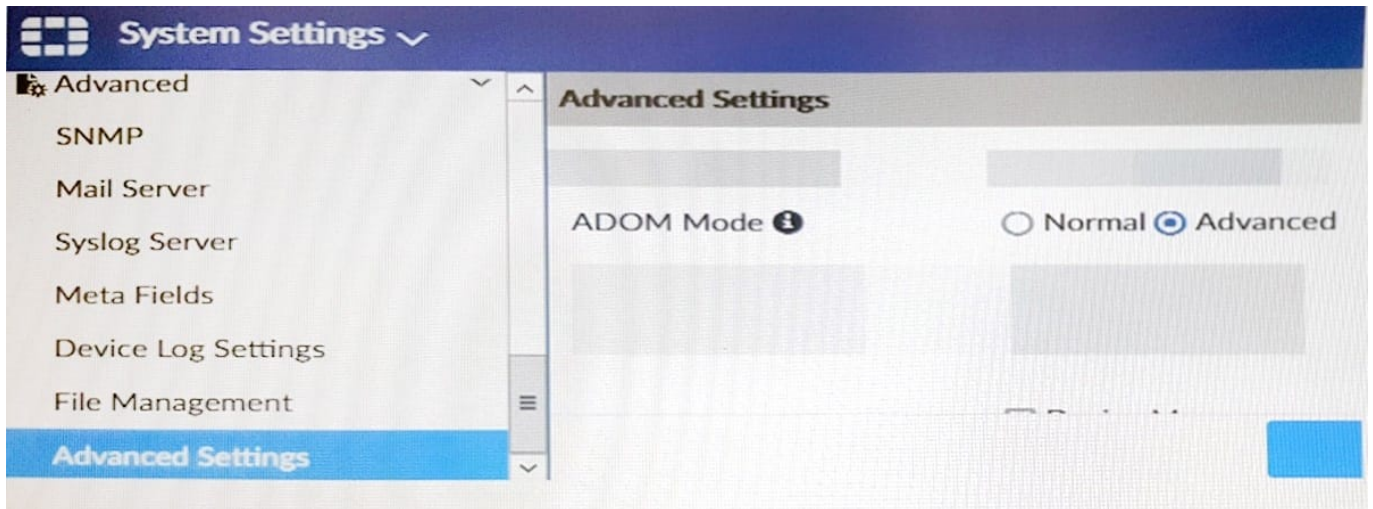 System Settings
Advanced
SNMP
Mail Server
Syslog Server
Meta Fields
Device Log Settings
File Management
Advanced Settings
Advanced Settings
ADOM Mode
Normal Advanced